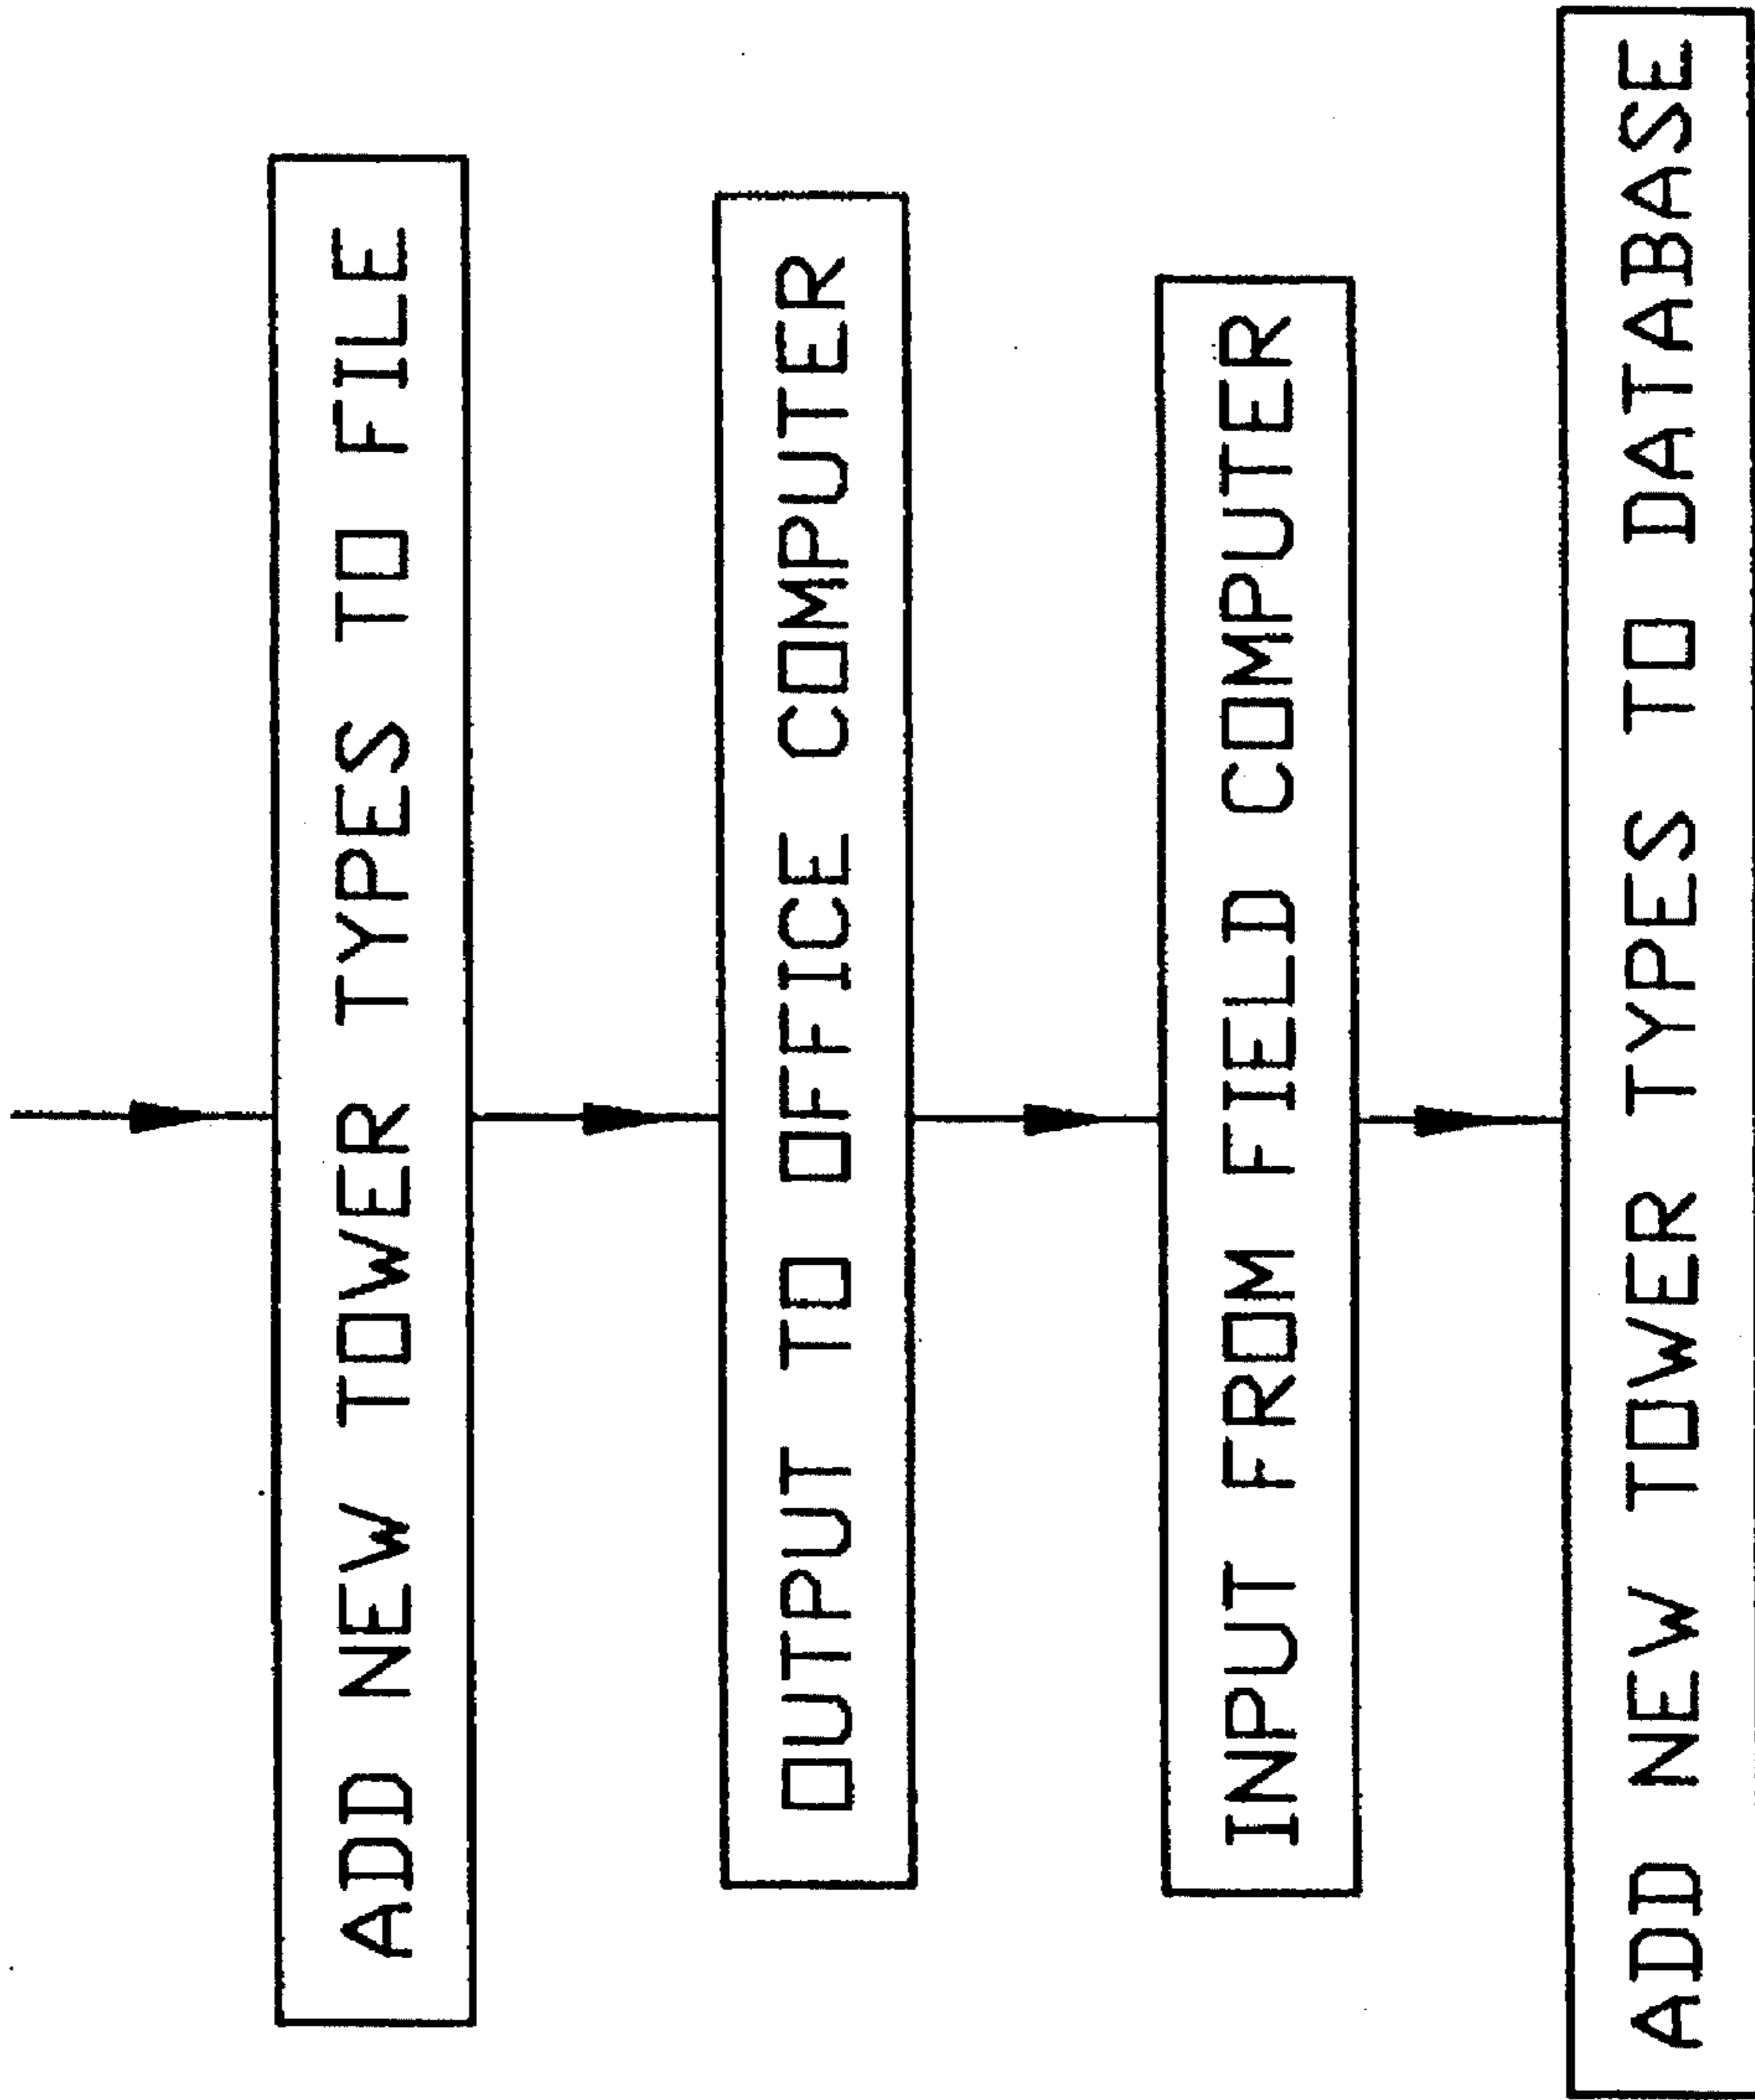 ADD NEW TOWER TYPES TO FILE
OUTPUT TO OFFICE COMPUTER
INPUT FROM FIELD COMPUTER
ADD NEW TOWER TYPES TO DATABASE